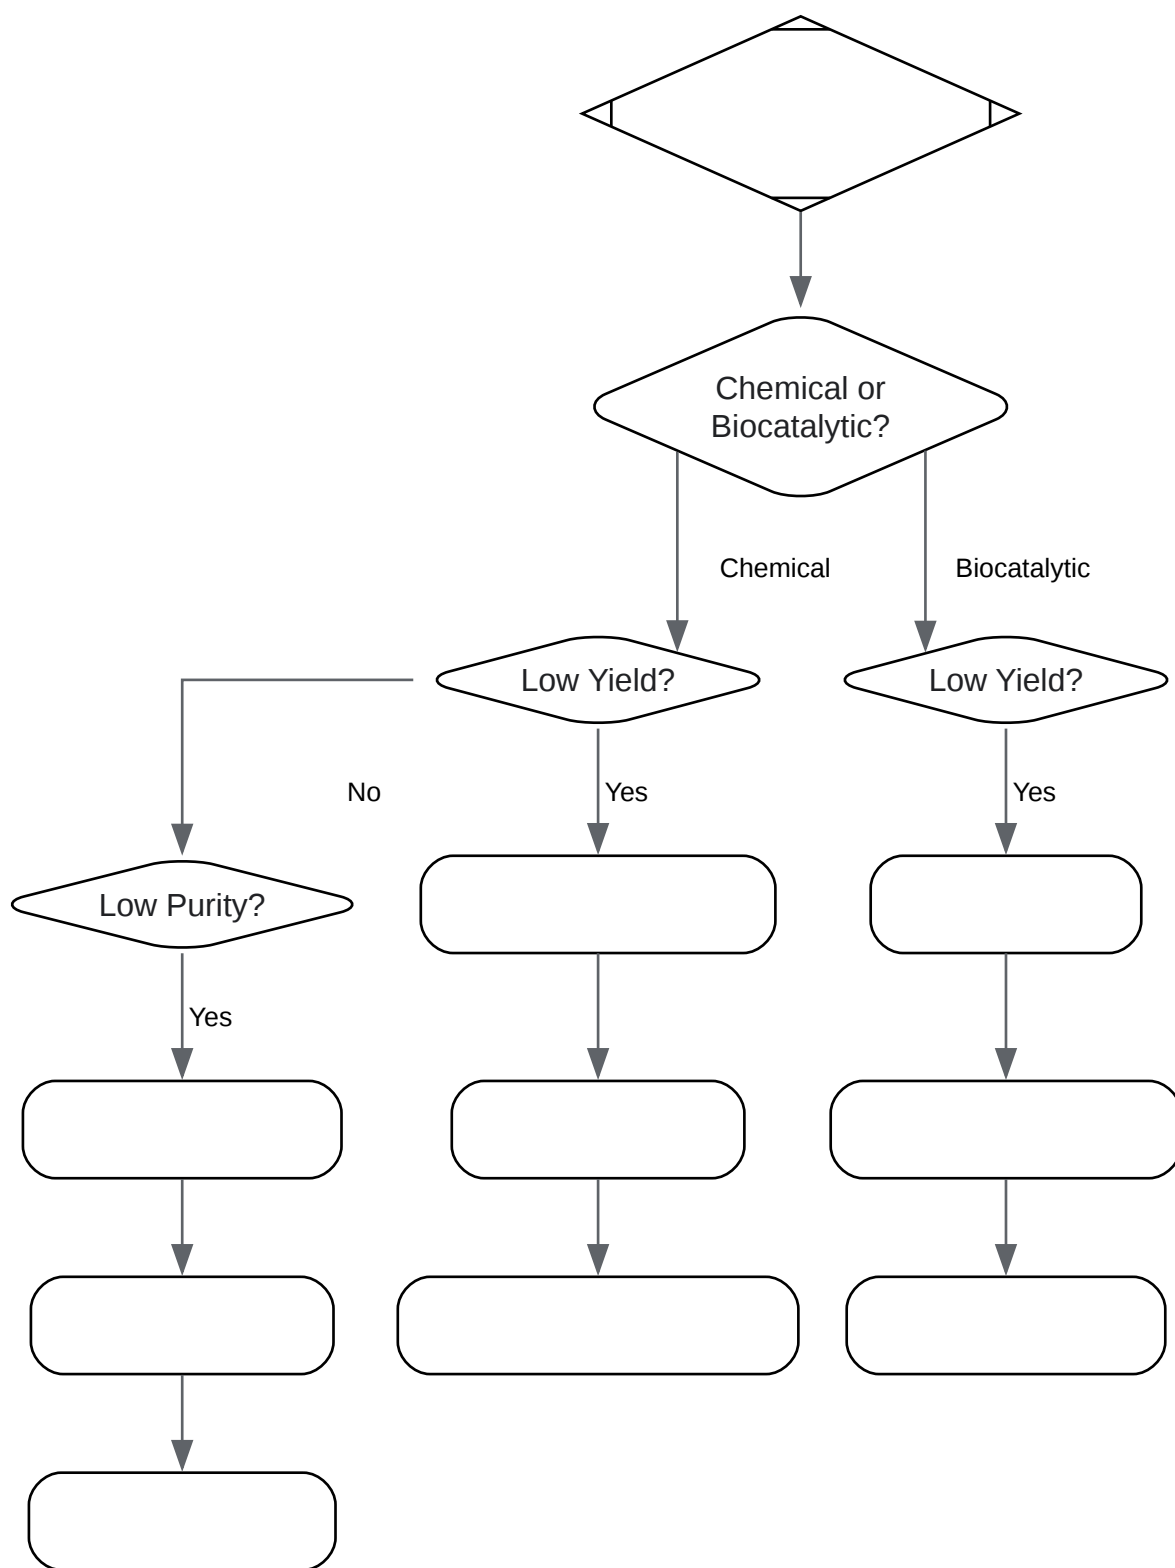 Chemical or
Biocatalytic?
Chemical
Biocatalytic
Low Yield?
Low Yield?
No
Yes
Yes
Low Purity?
Yes